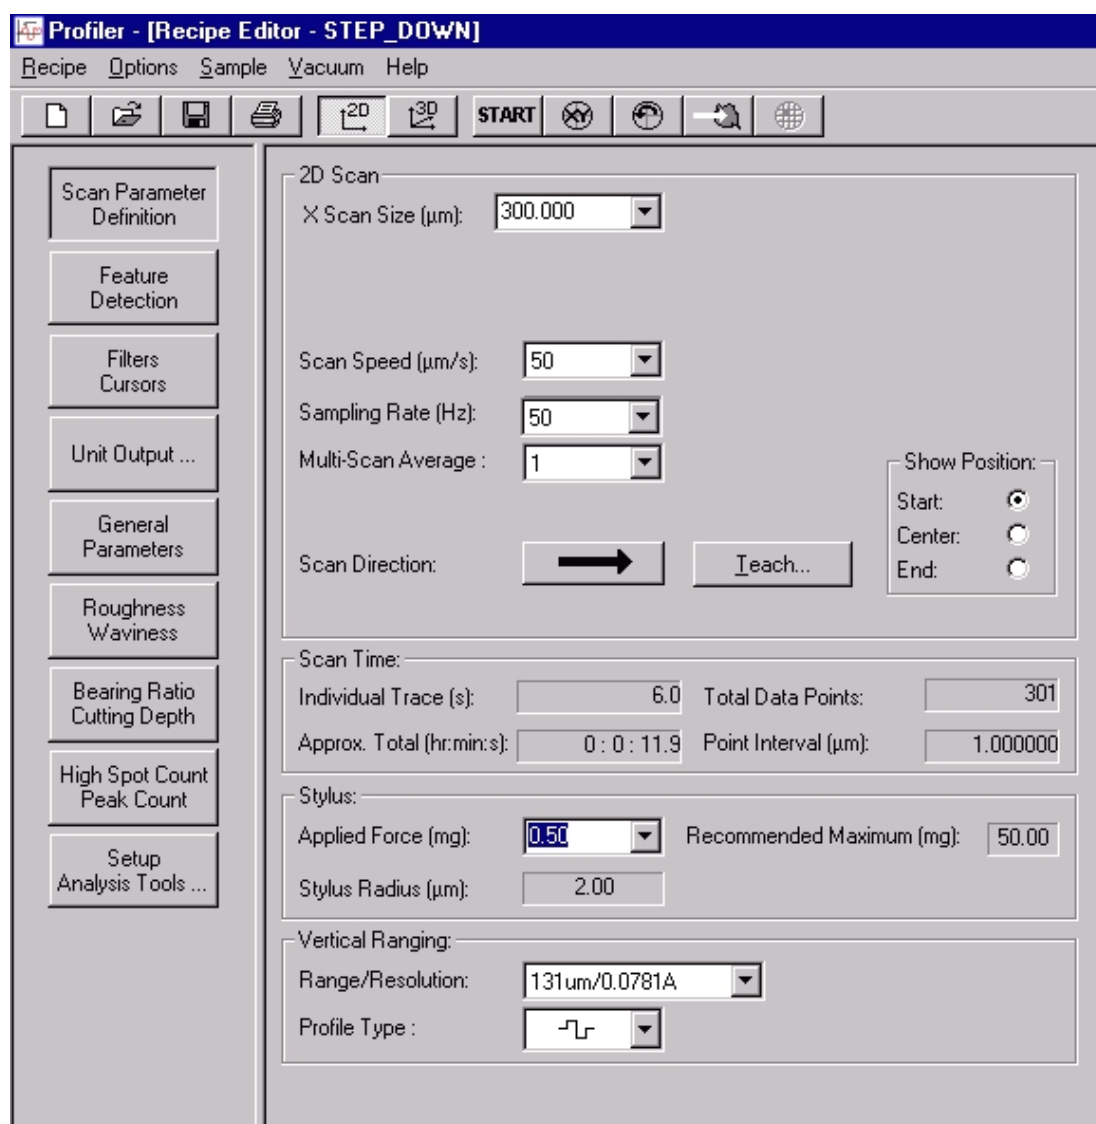 Profiler - [Recipe Editor - STEP_DOWN]
Recipe Options Sample Vacuum Help
2D 3D START XY
Scan Parameter
Definition
Feature
Detection
Filters
Cursors
Unit Output ...
General
Parameters
Roughness
Waviness
Bearing Ratio
Cutting Depth
High Spot Count
Peak Count
Setup
Analysis Tools ...
2D Scan
X Scan Size (µm): 300.000
Scan Speed (µm/s): 50
Sampling Rate (Hz): 50
Multi-Scan Average : 1
Scan Direction: Teach...
Show Position:
Start:
Center:
End:
Scan Time:
Individual Trace (s): 6.0 Total Data Points: 301
Approx. Total (hr:min:s): 0 : 0 : 11.9 Point Interval (µm): 1.000000
Stylus:
Applied Force (mg): 0.50 Recommended Maximum (mg): 50.00
Stylus Radius (µm): 2.00
Vertical Ranging:
Range/Resolution: 131um/0.0781A
Profile Type :